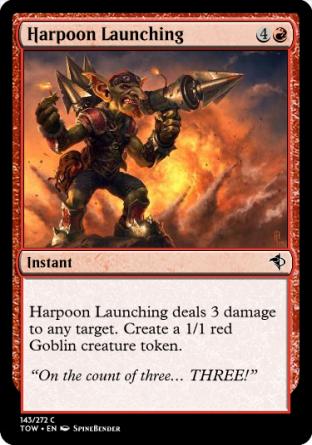 Harpoon Launching 4
Instant
Harpoon Launching deals 3 damage
to any target. Create a 1/1 red
Goblin creature token.
“On the count of three… THREE!”
143/272 C
TOW • EN SpineBender